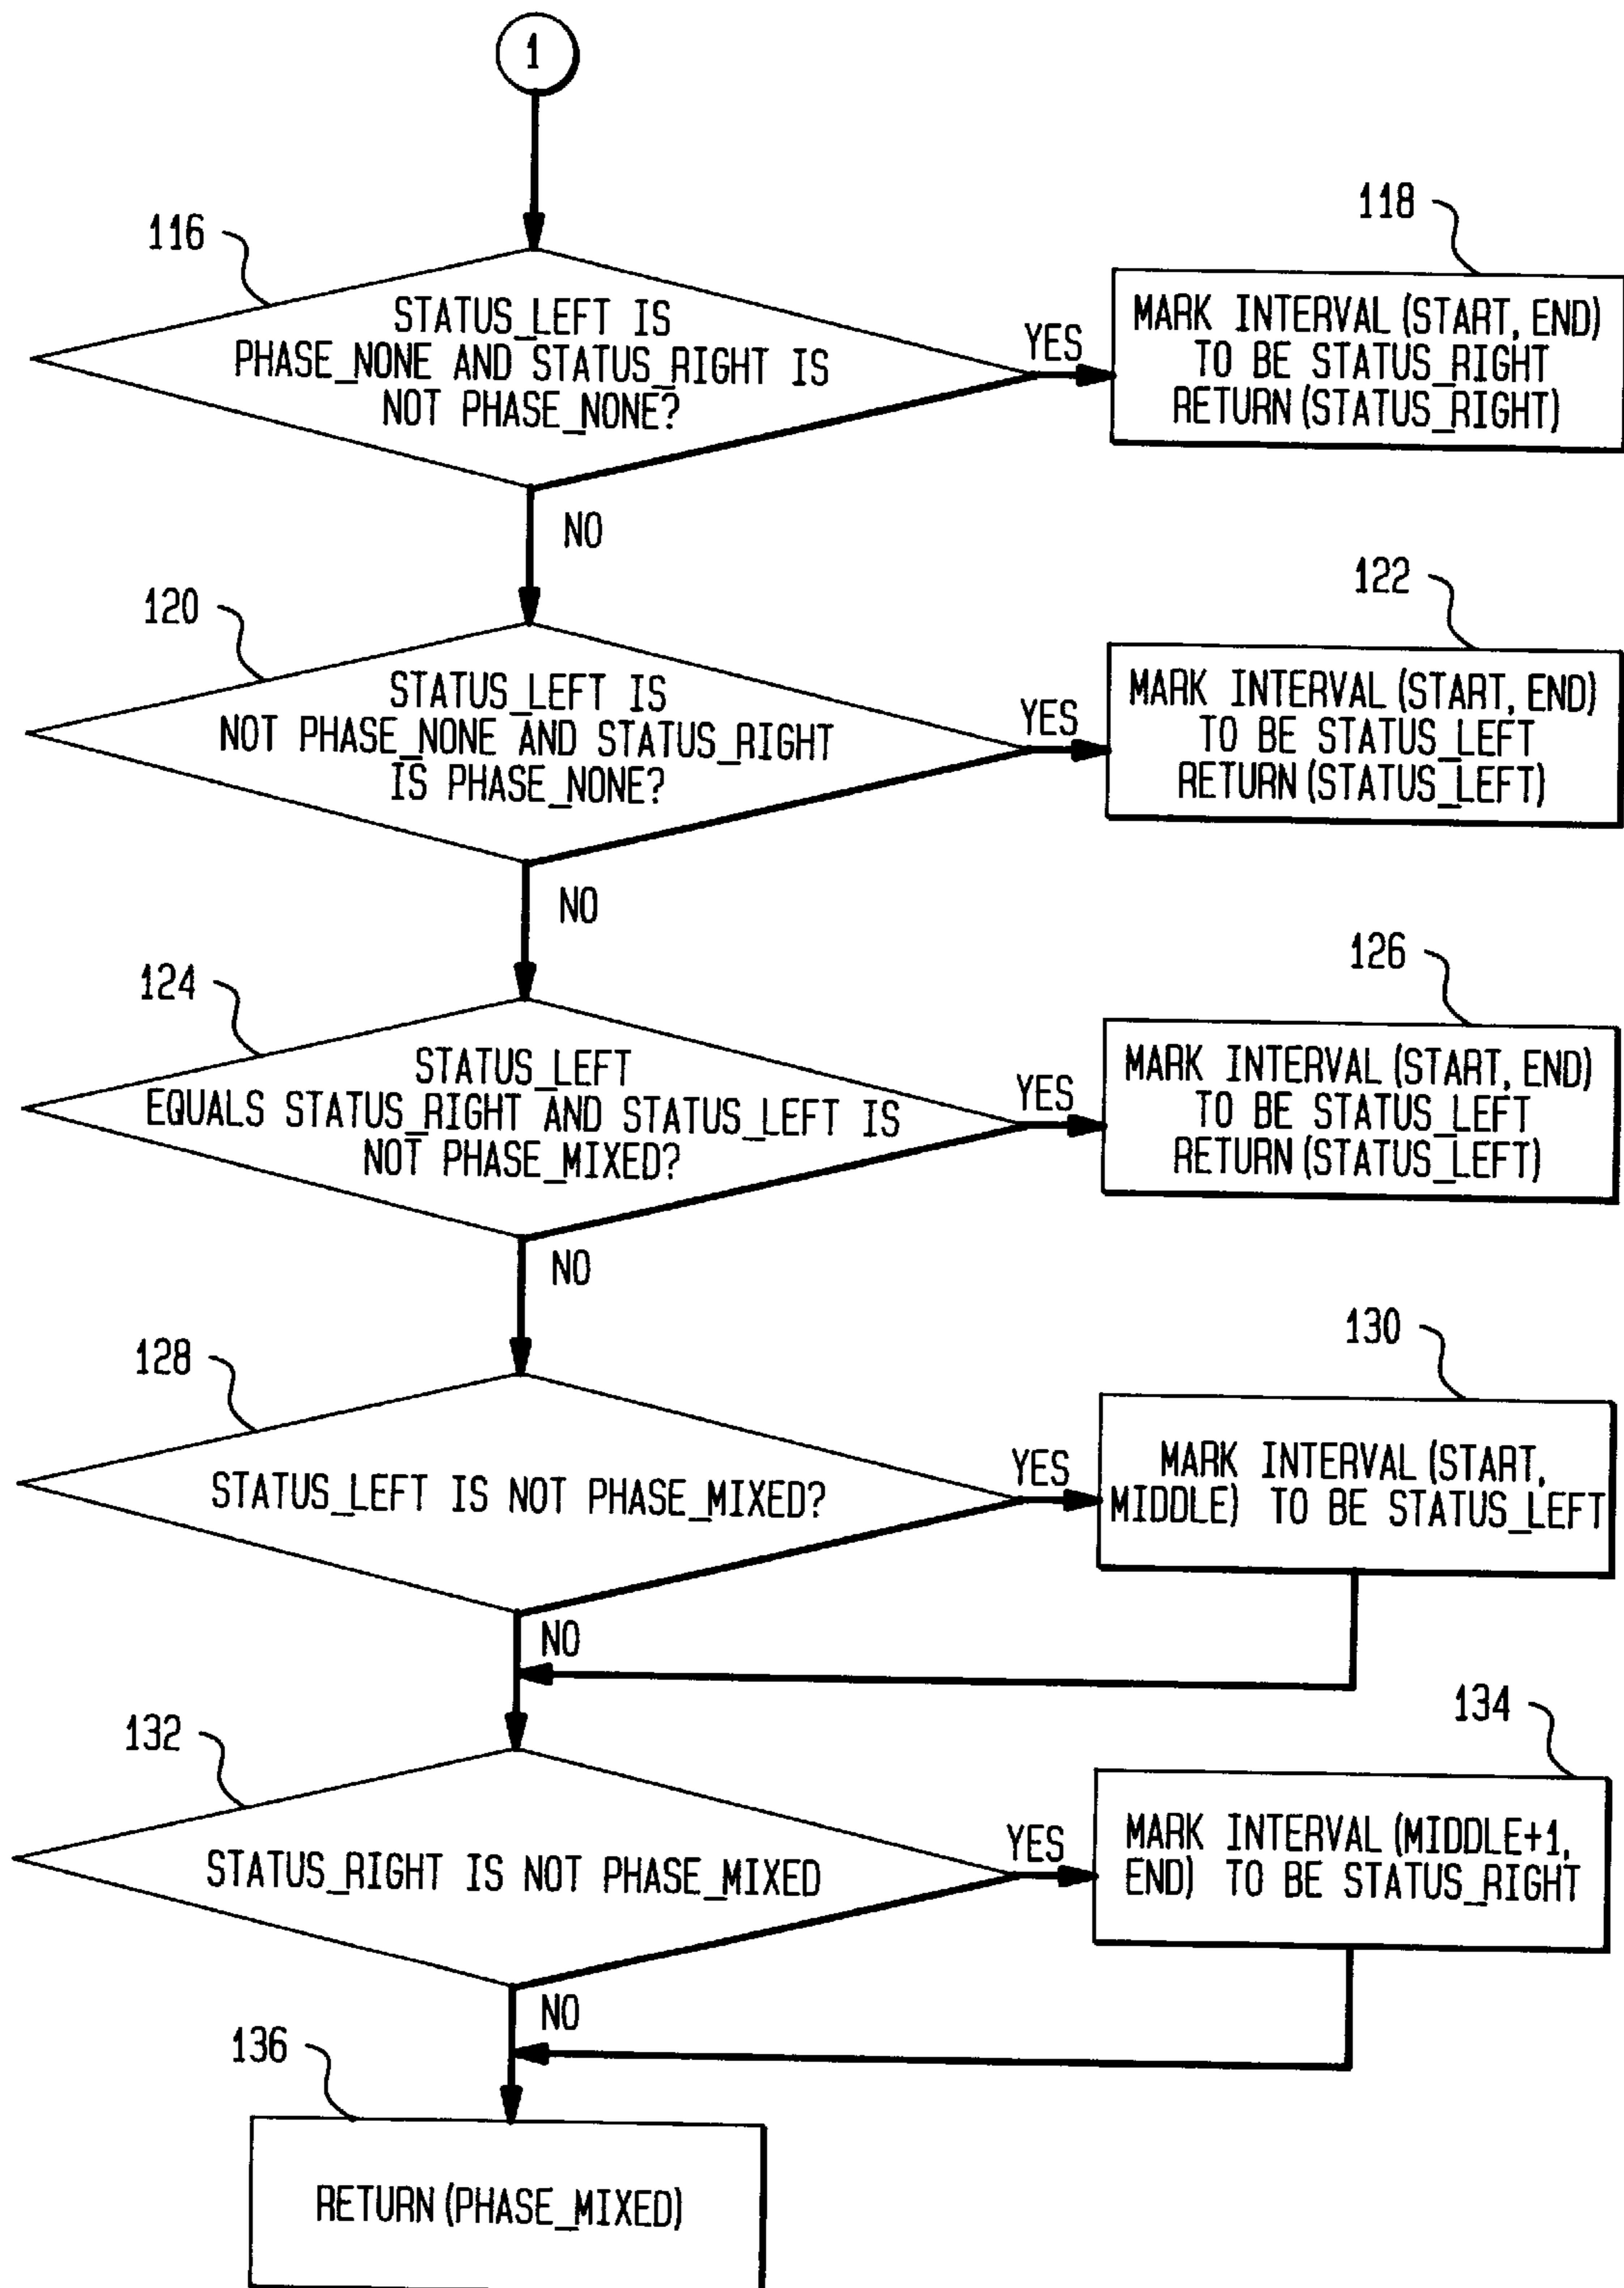 1
116
STATUS_LEFT IS
PHASE_NONE AND STATUS_RIGHT IS
NOT PHASE_NONE?
YES
118
MARK INTERVAL (START, END)
TO BE STATUS_RIGHT
RETURN (STATUS_RIGHT)
NO
120
STATUS_LEFT IS
NOT PHASE_NONE AND STATUS_RIGHT
IS PHASE_NONE?
YES
122
MARK INTERVAL (START, END)
TO BE STATUS_LEFT
RETURN (STATUS_LEFT)
NO
124
STATUS_LEFT
EQUALS STATUS_RIGHT AND STATUS_LEFT IS
NOT PHASE_MIXED?
YES
126
MARK INTERVAL (START, END)
TO BE STATUS_LEFT
RETURN (STATUS_LEFT)
NO
128
STATUS_LEFT IS NOT PHASE_MIXED?
YES
130
MARK INTERVAL (START,
MIDDLE) TO BE STATUS_LEFT
NO
132
STATUS_RIGHT IS NOT PHASE_MIXED
YES
134
MARK INTERVAL (MIDDLE+1,
END) TO BE STATUS_RIGHT
NO
136
RETURN (PHASE_MIXED)